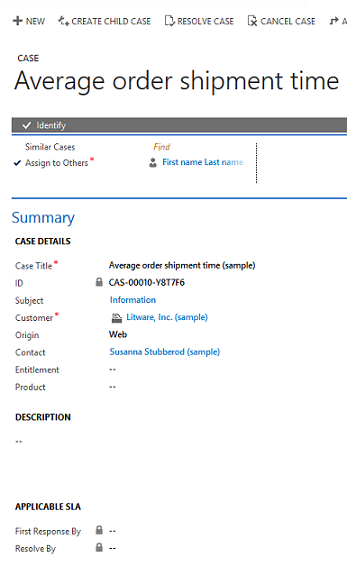 NEW CREATE CHILD CASE RESOLVE CASE CANCEL CASE
CASE
Average order shipment time
Identify
Similar Cases Find
Assign to Others * First name Last name
Summary
CASE DETAILS
Case Title * Average order shipment time (sample)
ID CAS-00010-Y8T7F6
Subject Information
Customer * Litware, Inc. (sample)
Origin Web
Contact Susanna Stubberod (sample)
Entitlement --
Product --
DESCRIPTION
--
APPLICABLE SLA
First Response By --
Resolve By --